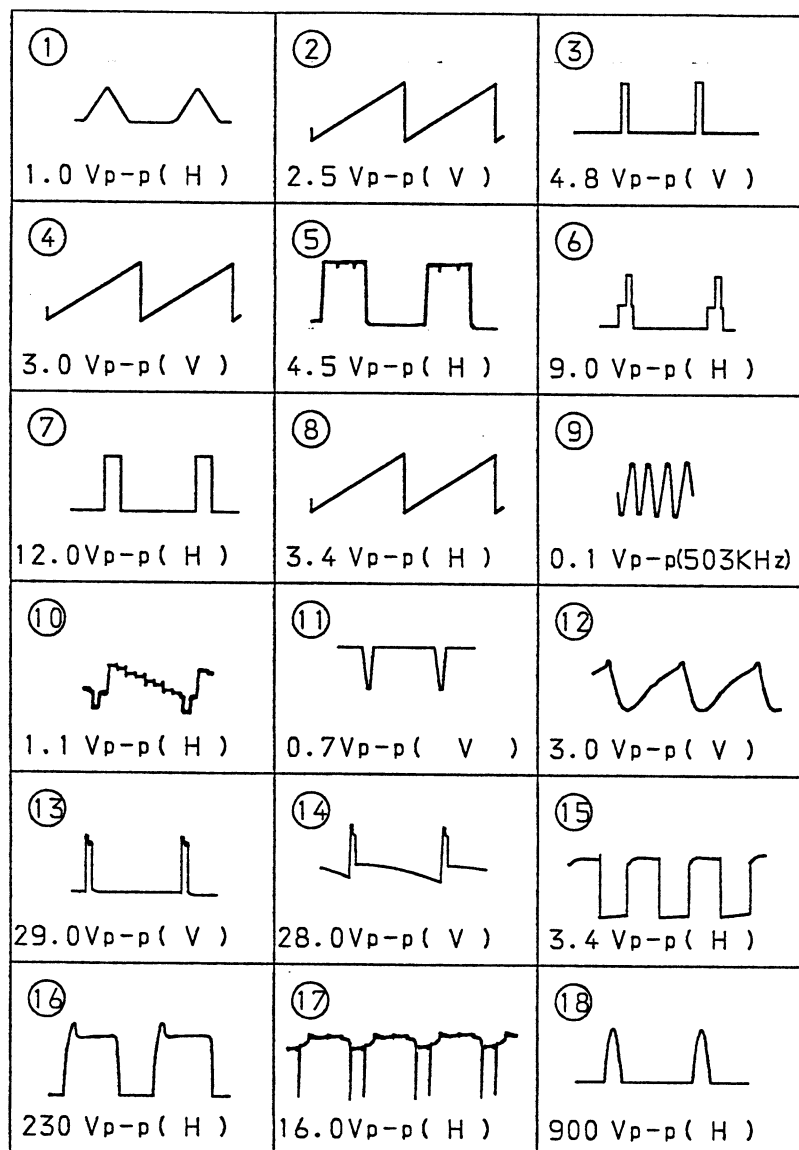 ① ② ③
1.0 Vp-p( H ) 2.5 Vp-p( V ) 4.8 Vp-p( V )
④ ⑤ ⑥
3.0 Vp-p( V ) 4.5 Vp-p( H ) 9.0 Vp-p( H )
⑦ ⑧ ⑨
12.0Vp-p( H ) 3.4 Vp-p( H ) 0.1 Vp-p(503KHz)
⑩ ⑪ ⑫
1.1 Vp-p( H ) 0.7Vp-p( V ) 3.0 Vp-p( V )
⑬ ⑭ ⑮
29.0Vp-p( V ) 28.0Vp-p( V ) 3.4 Vp-p( H )
⑯ ⑰ ⑱
230 Vp-p( H ) 16.0Vp-p( H ) 900 Vp-p( H )